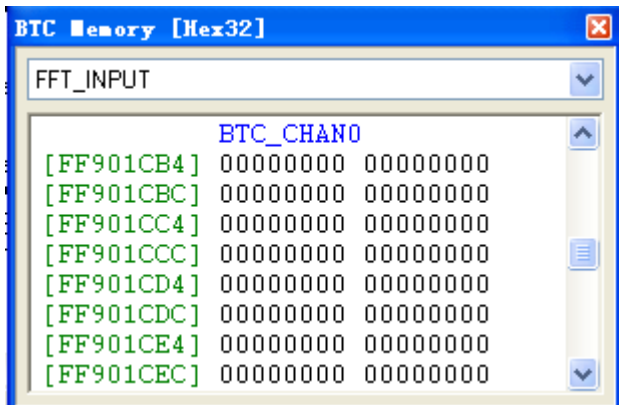 BTC Memory [Hex32]
FFT_INPUT
BTC_CHAN0
[FF901CB4] 00000000 00000000
[FF901CBC] 00000000 00000000
[FF901CC4] 00000000 00000000
[FF901CCC] 00000000 00000000
[FF901CD4] 00000000 00000000
[FF901CDC] 00000000 00000000
[FF901CE4] 00000000 00000000
[FF901CEC] 00000000 00000000